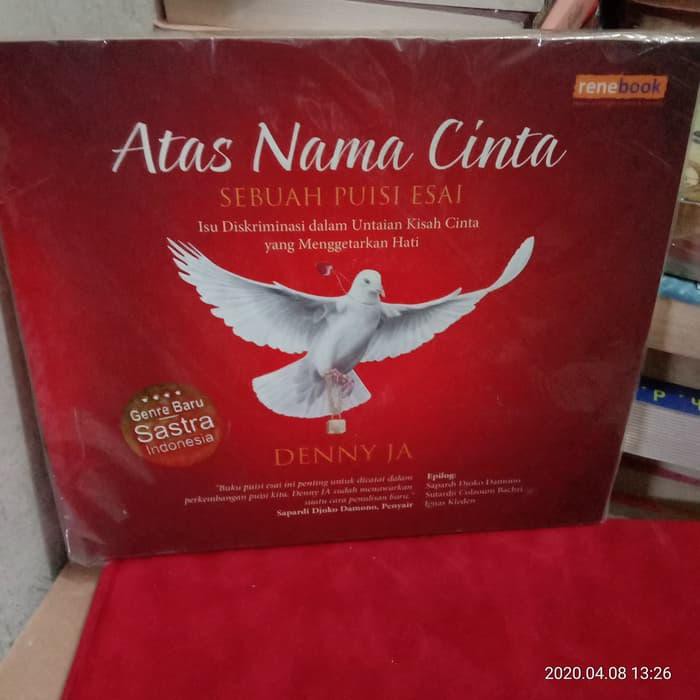 renebook
Atas Nama Cinta
SEBUAH PUISI ESAI
Isu Diskriminasi dalam Untaian Kisah Cinta
yang Menggetarkan Hati
Genre Baru
Sastra
Indonesia
DENNY JA
"Buku puisi esai ini penting untuk dicatat dalam
perkembangan puisi kita. Denny JA sudah menawarkan
suatu cara penulisan baru."
Sapardi Djoko Damono, Penyair
Epilog:
Sapardi Djoko Damono
Sutardji Calzoum Bachri
Ignas Kleden
2020.04.08 13:26